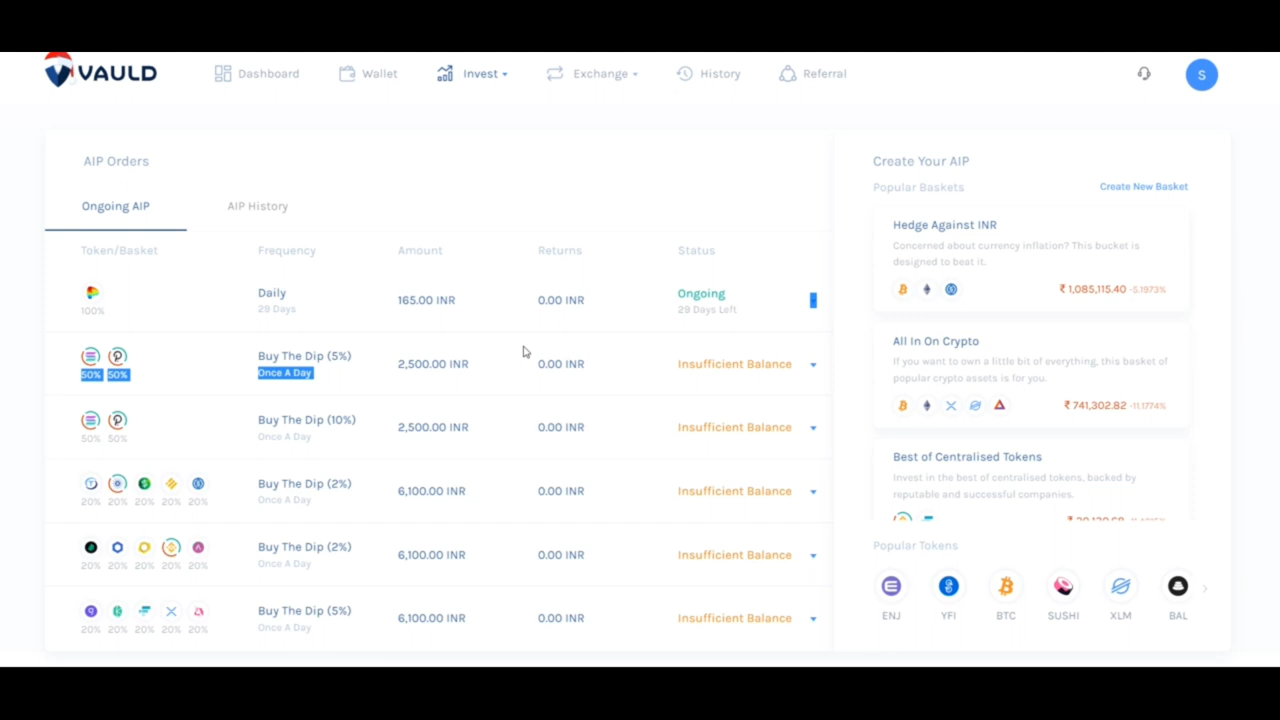 VAULD
Dashboard
Wallet
Invest
Exchange
History
Referral
S
AIP Orders
Ongoing AIP
AIP History
Token/Basket Frequency Amount Returns Status
Daily
165.00 INR 0.00 INR
Ongoing
100%
29 Days
29 Days Left
Buy The Dip (5%)
2,500.00 INR 0.00 INR Insufficient Balance
50% 50%
Once A Day
Buy The Dip (10%)
2,500.00 INR 0.00 INR Insufficient Balance
50% 50%
Once A Day
Buy The Dip (2%)
6,100.00 INR 0.00 INR Insufficient Balance
20% 20% 20% 20% 20%
Once A Day
Buy The Dip (2%)
6,100.00 INR 0.00 INR Insufficient Balance
20% 20% 20% 20% 20%
Once A Day
Buy The Dip (5%)
6,100.00 INR 0.00 INR Insufficient Balance
20% 20% 20% 20% 20%
Once A Day
Create Your AIP
Popular Baskets
Create New Basket
Hedge Against INR
Concerned about currency inflation? This bucket is
designed to beat it.
₹ 1,085,115.40 -5.1973%
All In On Crypto
If you want to own a little bit of everything, this basket of
popular crypto assets is for you.
₹ 741,302.82 -11.1774%
Best of Centralised Tokens
Invest in the best of centralised tokens, backed by
reputable and successful companies.
Popular Tokens
ENJ YFI BTC SUSHI XLM BAL